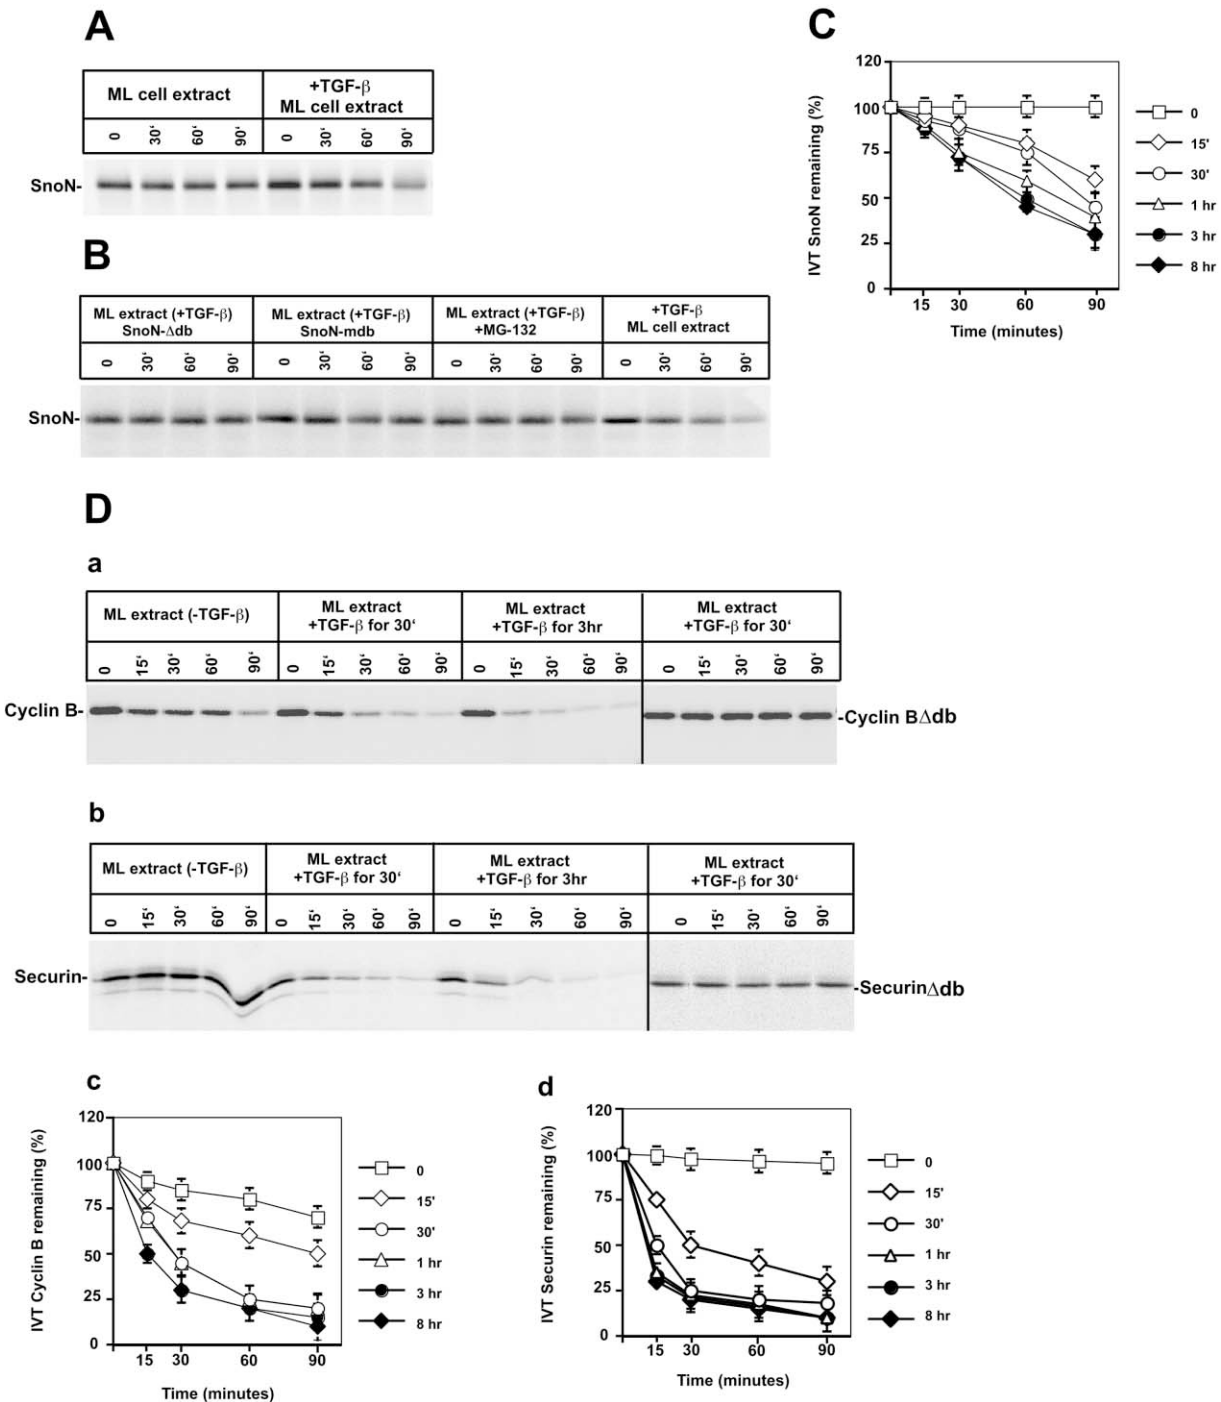 A
ML cell extract
+TGF-β
ML cell extract
0 30‘ 60‘ 90‘ 0 30‘ 60‘ 90‘
SnoN-
B
ML extract (+TGF-β)
SnoN-Δdb
ML extract (+TGF-β)
SnoN-mdb
ML extract (+TGF-β)
+MG-132
+TGF-β
ML cell extract
0 30‘ 60‘ 90‘ 0 30‘ 60‘ 90‘ 0 30‘ 60‘ 90‘ 0 30‘ 60‘ 90‘
SnoN-
C
IVT SnoN remaining (%)
120
100
75
50
25
0
15 30 60 90
Time (minutes)
0
15'
30'
1 hr
3 hr
8 hr
D
a
ML extract (-TGF-β)
ML extract
+TGF-β for 30‘
ML extract
+TGF-β for 3hr
ML extract
+TGF-β for 30‘
0 15‘ 30‘ 60‘ 90‘ 0 15‘ 30‘ 60‘ 90‘ 0 15‘ 30‘ 60‘ 90‘ 0 15‘ 30‘ 60‘ 90‘
Cyclin B-
-Cyclin BΔdb
b
ML extract (-TGF-β)
ML extract
+TGF-β for 30‘
ML extract
+TGF-β for 3hr
ML extract
+TGF-β for 30‘
0 15‘ 30‘ 60‘ 90‘ 0 15‘ 30‘ 60‘ 90‘ 0 15‘ 30‘ 60‘ 90‘ 0 15‘ 30‘ 60‘ 90‘
Securin-
-SecurinΔdb
c
IVT Cyclin B remaining (%)
120
100
75
50
25
0
15 30 60 90
Time (minutes)
0
15'
30'
1 hr
3 hr
8 hr
d
IVT Securin remaining (%)
120
100
75
50
25
0
15 30 60 90
Time (minutes)
0
15'
30'
1 hr
3 hr
8 hr